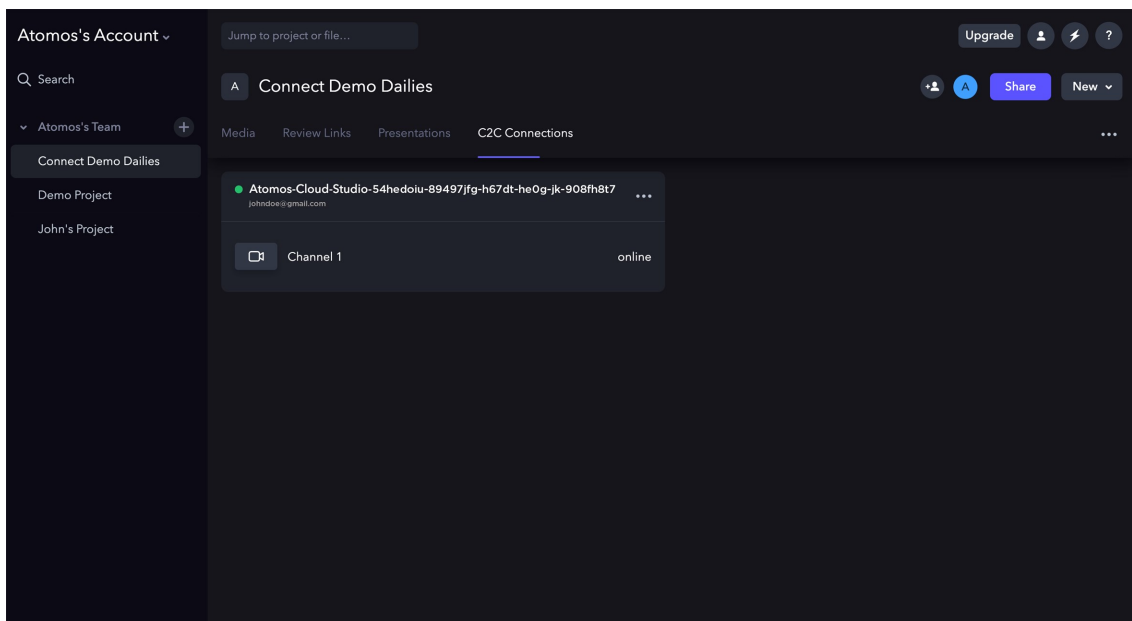 Atomos's Account
Jump to project or file...
Upgrade
?
Search
A
Connect Demo Dailies
A
Share
New
Atomos's Team
Media
Review Links
Presentations
C2C Connections
Connect Demo Dailies
Demo Project
John's Project
Atomos-Cloud-Studio-54hedoiu-89497jfg-h67dt-he0g-jk-908fh8t7
johndoe@gmail.com
Channel 1
online